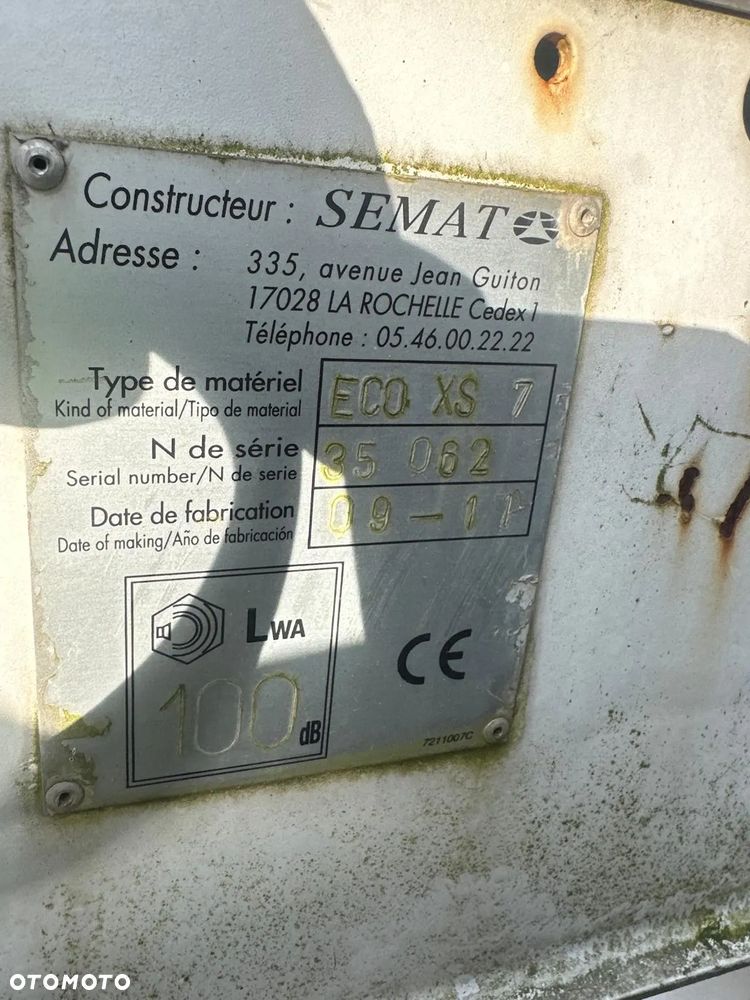 Constructeur : SEMAT
Adresse : 335, avenue Jean Guiton
17028 LA ROCHELLE Cedex 1
Téléphone : 05.46.00.22.22
Type de matériel ECO XS 7
Kind of material/Tipo de material
N de série 35 062
Serial number/N de serie
Date de fabrication 09-11
Date of making/Año de fabricación
LWA
100 dB
CE
7211007C
OTOMOTO